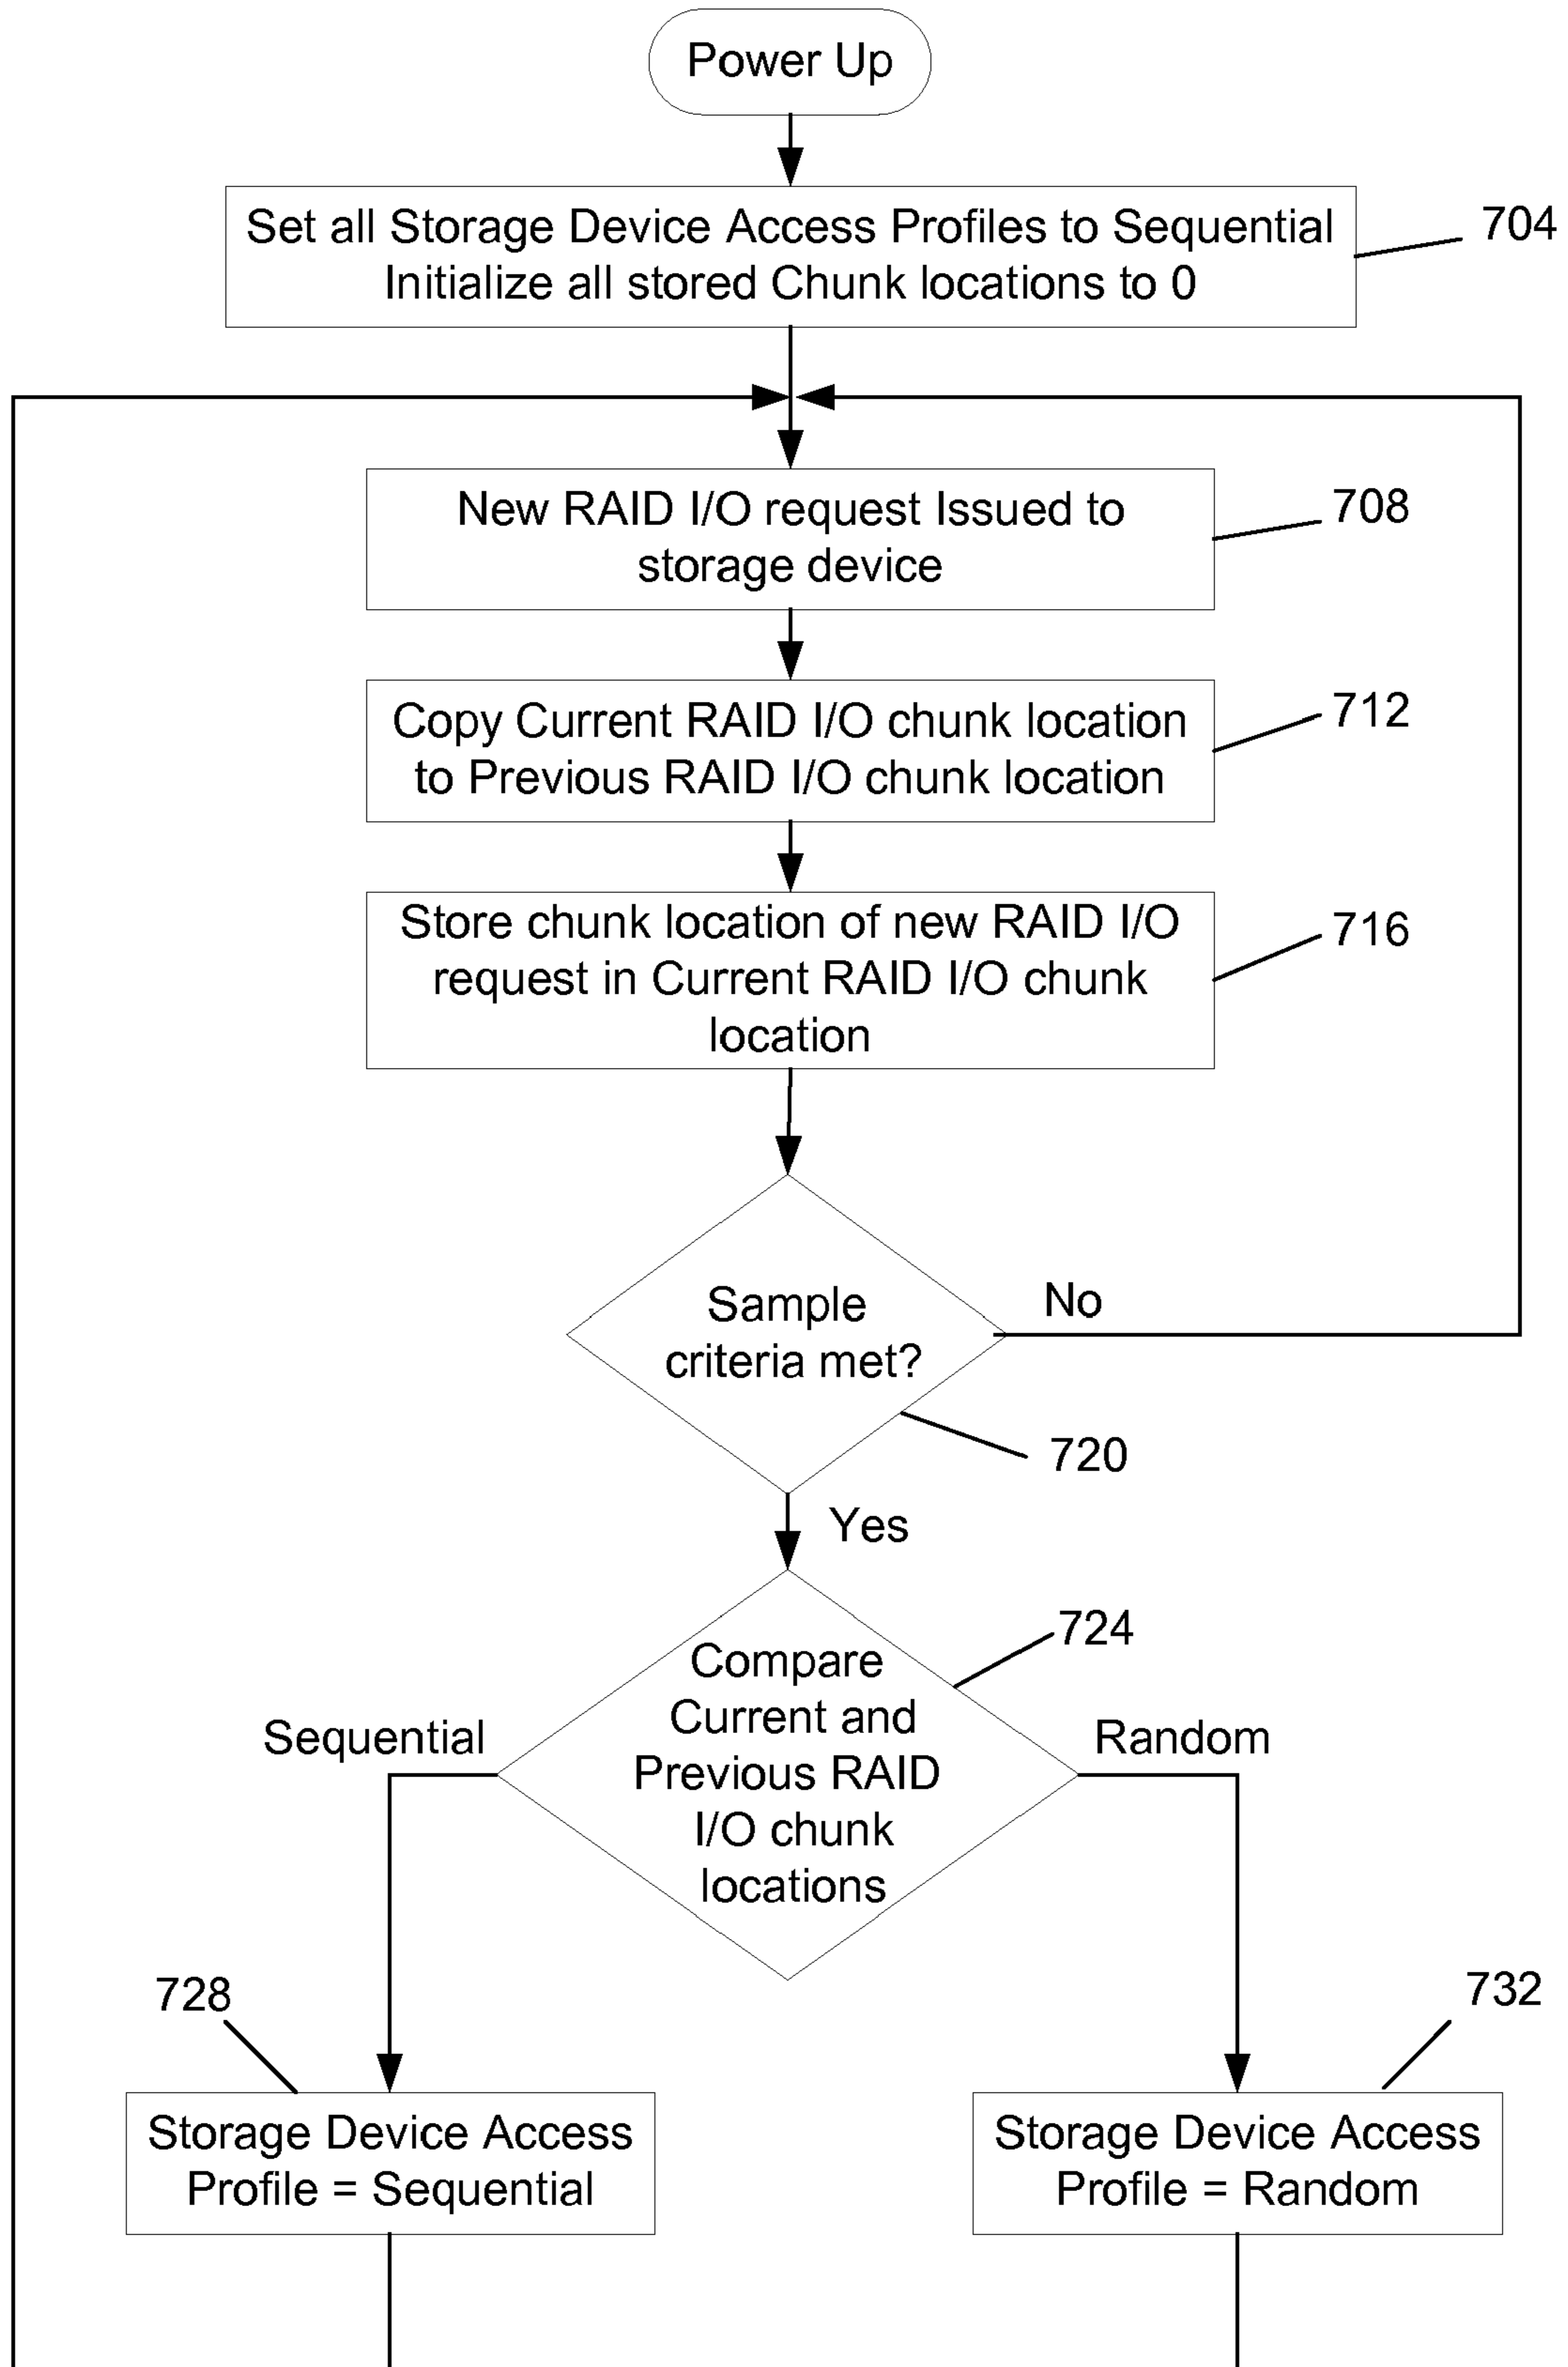 Power Up
Set all Storage Device Access Profiles to Sequential
Initialize all stored Chunk locations to 0
704
New RAID I/O request Issued to
storage device
708
Copy Current RAID I/O chunk location
to Previous RAID I/O chunk location
712
Store chunk location of new RAID I/O
request in Current RAID I/O chunk
location
716
Sample
criteria met?
No
720
Yes
724
Compare
Current and
Previous RAID
I/O chunk
locations
Sequential
Random
728
732
Storage Device Access
Profile = Sequential
Storage Device Access
Profile = Random